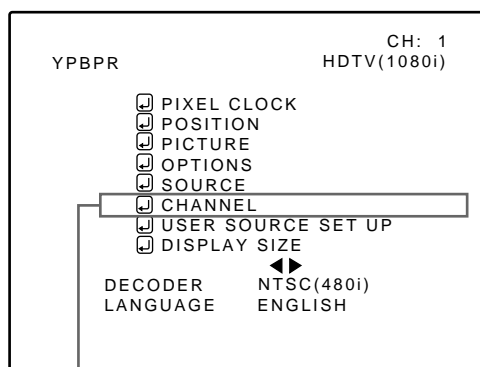 CH: 1
YPBPR HDTV(1080i)
PIXEL CLOCK
POSITION
PICTURE
OPTIONS
SOURCE
CHANNEL
USER SOURCE SET UP
DISPLAY SIZE
DECODER NTSC(480i)
LANGUAGE ENGLISH